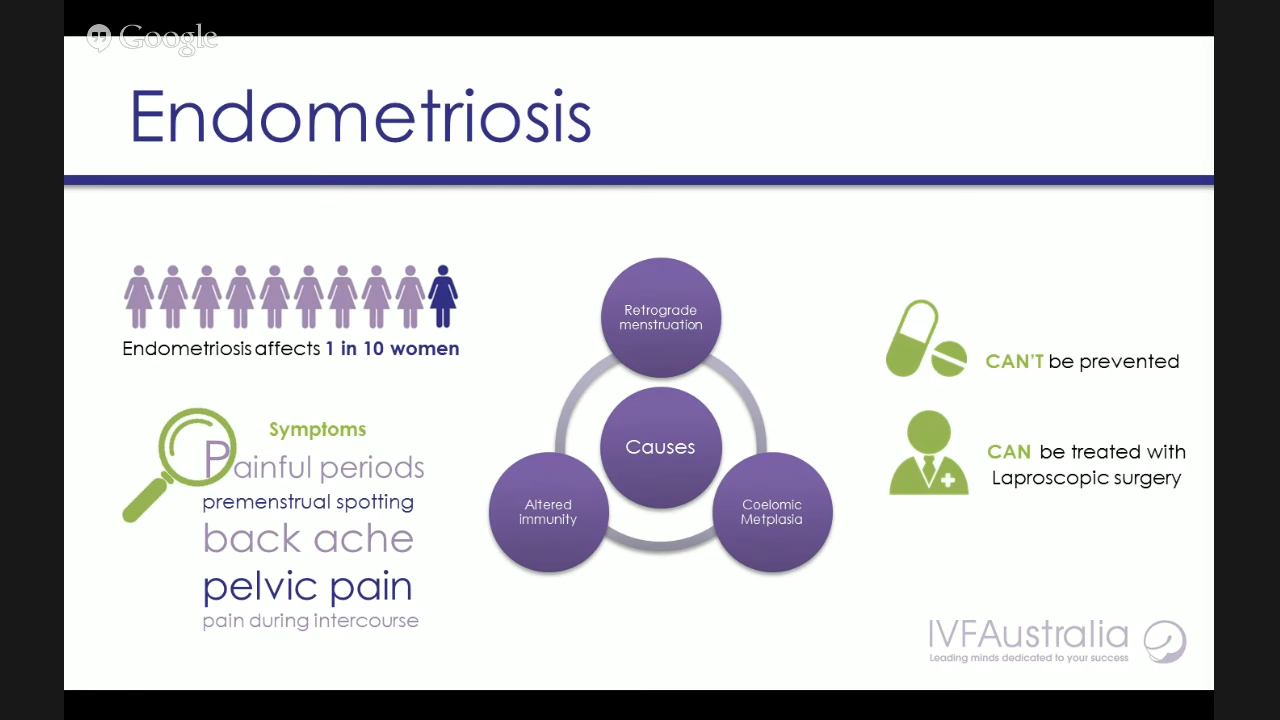 Google
Endometriosis
Endometriosis affects 1 in 10 women
Symptoms
Painful periods
premenstrual spotting
back ache
pelvic pain
pain during intercourse
Retrograde
menstruation
Causes
Altered
immunity
Coelomic
Metplasia
CAN'T be prevented
CAN be treated with
Laproscopic surgery
IVFAustralia
Leading minds dedicated to your success